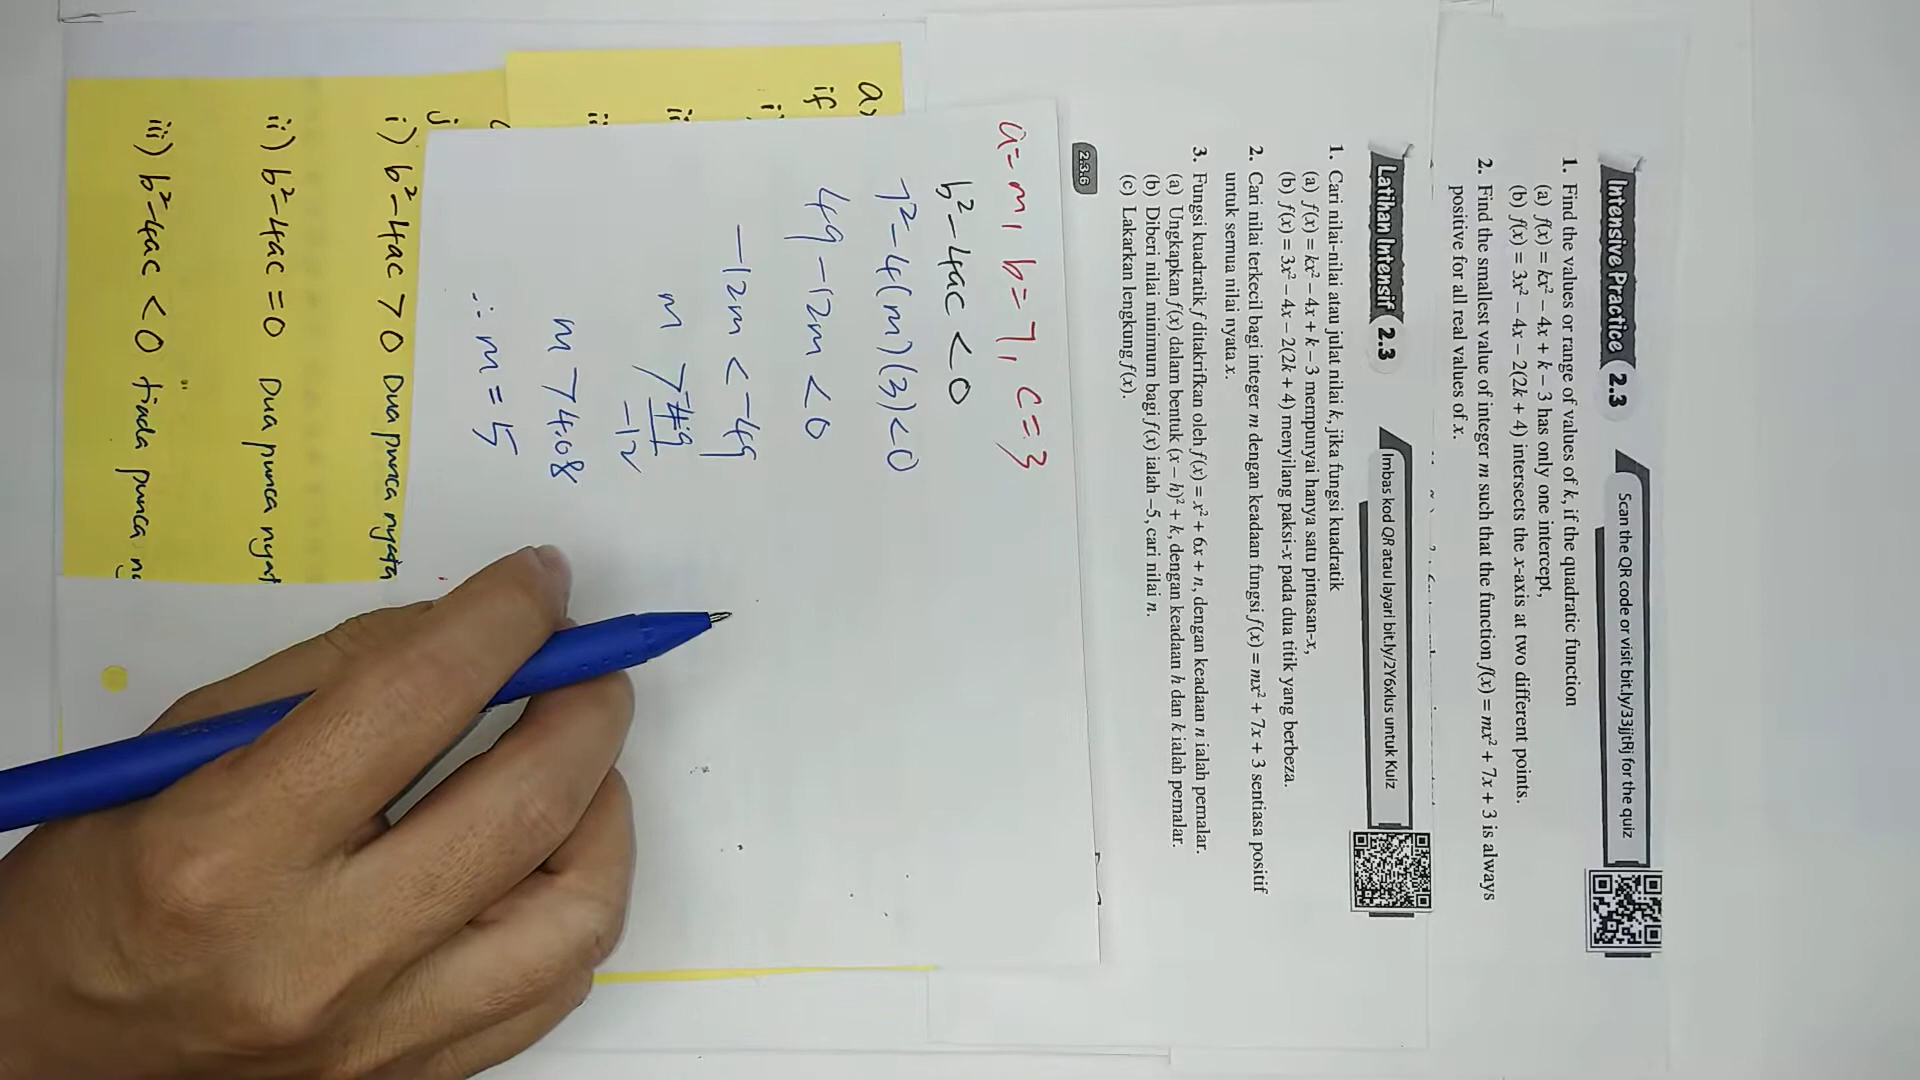 Intensive Practice 2.3
Scan the QR code or visit bit.ly/33jjtRj for the quiz
1. Find the values or range of values of k, if the quadratic function
(a) f(x) = kx² – 4x + k – 3 has only one intercept,
(b) f(x) = 3x² – 4x – 2(2k + 4) intersects the x-axis at two different points.
2. Find the smallest value of integer m such that the function f(x) = mx² + 7x + 3 is always
positive for all real values of x.
Latihan Intensif 2.3
Imbas kod QR atau layari bit.ly/2Y6xlus untuk Kuiz
1. Cari nilai-nilai atau julat nilai k, jika fungsi kuadratik
(a) f(x) = kx² – 4x + k – 3 mempunyai hanya satu pintasan-x,
(b) f(x) = 3x² – 4x – 2(2k + 4) menyilang paksi-x pada dua titik yang berbeza.
2. Cari nilai terkecil bagi integer m dengan keadaan fungsi f(x) = mx² + 7x + 3 sentiasa positif
untuk semua nilai nyata x.
3. Fungsi kuadratik f ditakrifkan oleh f(x) = x² + 6x + n, dengan keadaan n ialah pemalar.
(a) Ungkapkan f(x) dalam bentuk (x – h)² + k, dengan keadaan h dan k ialah pemalar.
(b) Diberi nilai minimum bagi f(x) ialah –5, cari nilai n.
(c) Lakarkan lengkung f(x).
2.3.6
a = m, b = 7, c = 3
b² – 4ac < 0
7² – 4(m)(3) < 0
49 – 12m < 0
–12m < –49
m > –49
–12
m > 4.08
∴ m = 5
a)
if
i) b² – 4ac > 0 Dua punca nyata
ii) b² – 4ac = 0 Dua punca nyat
iii) b² – 4ac < 0 tiada punca n